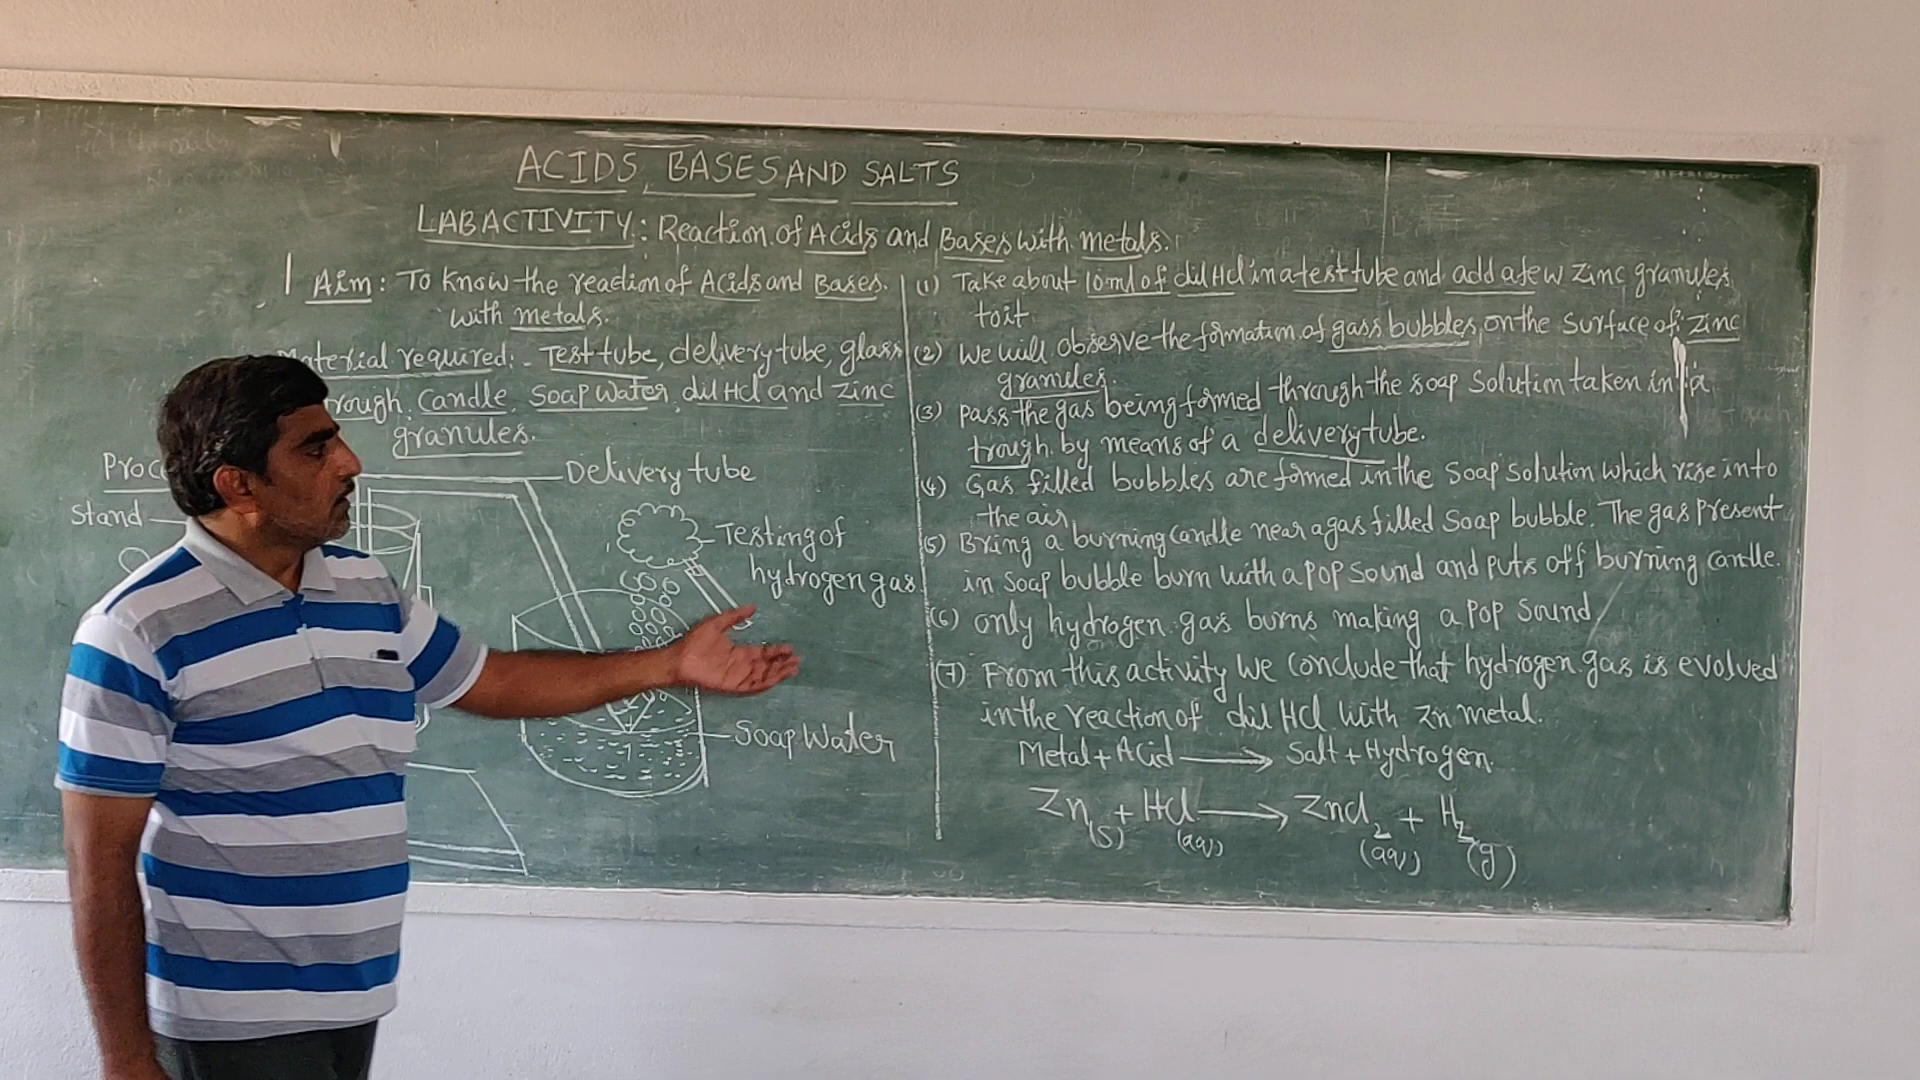 ACIDS, BASES AND SALTS
LAB ACTIVITY: Reaction of Acids and Bases with metals.
Aim: To know the reaction of Acids and Bases.
with metals.
Material required:- Test tube, delivery tube, glass
rough, Candle, Soap Water, dil Hcl and Zinc
granules.
Proc
Stand
Delivery tube
Testing of
hydrogen gas.
Soap Water
(1) Take about 10ml of dil Hcl in a test tube and add a few Zinc granules
to it.
(2) We will observe the formation of gass bubbles, on the surface of Zinc
granules.
(3) pass the gas being formed through the soap solution taken in a
trough by means of a delivery tube.
(4) Gas filled bubbles are formed in the soap solution which rise into
the air.
(5) Bring a burning candle near a gas filled soap bubble. The gas present
in soap bubble burn with a pop sound and puts off burning candle.
(6) only hydrogen gas burns making a pop sound.
(7) From this activity we conclude that hydrogen gas is evolved
in the reaction of dil Hcl with Zn metal.
Metal + Acid ⟶ Salt + Hydrogen.
Zn(s) + Hcl(aq) ⟶ Zncl₂(aq) + H₂(g)